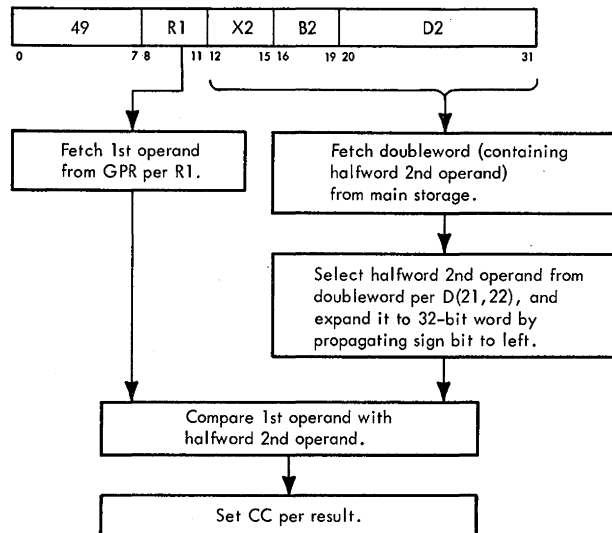 49 R1 X2 B2 D2
0 7 8 11 12 15 16 19 20 31
Fetch 1st operand
from GPR per R1.
Fetch doubleword (containing
halfword 2nd operand)
from main storage.
Select halfword 2nd operand from
doubleword per D(21,22), and
expand it to 32-bit word by
propagating sign bit to left.
Compare 1st operand with
halfword 2nd operand.
Set CC per result.